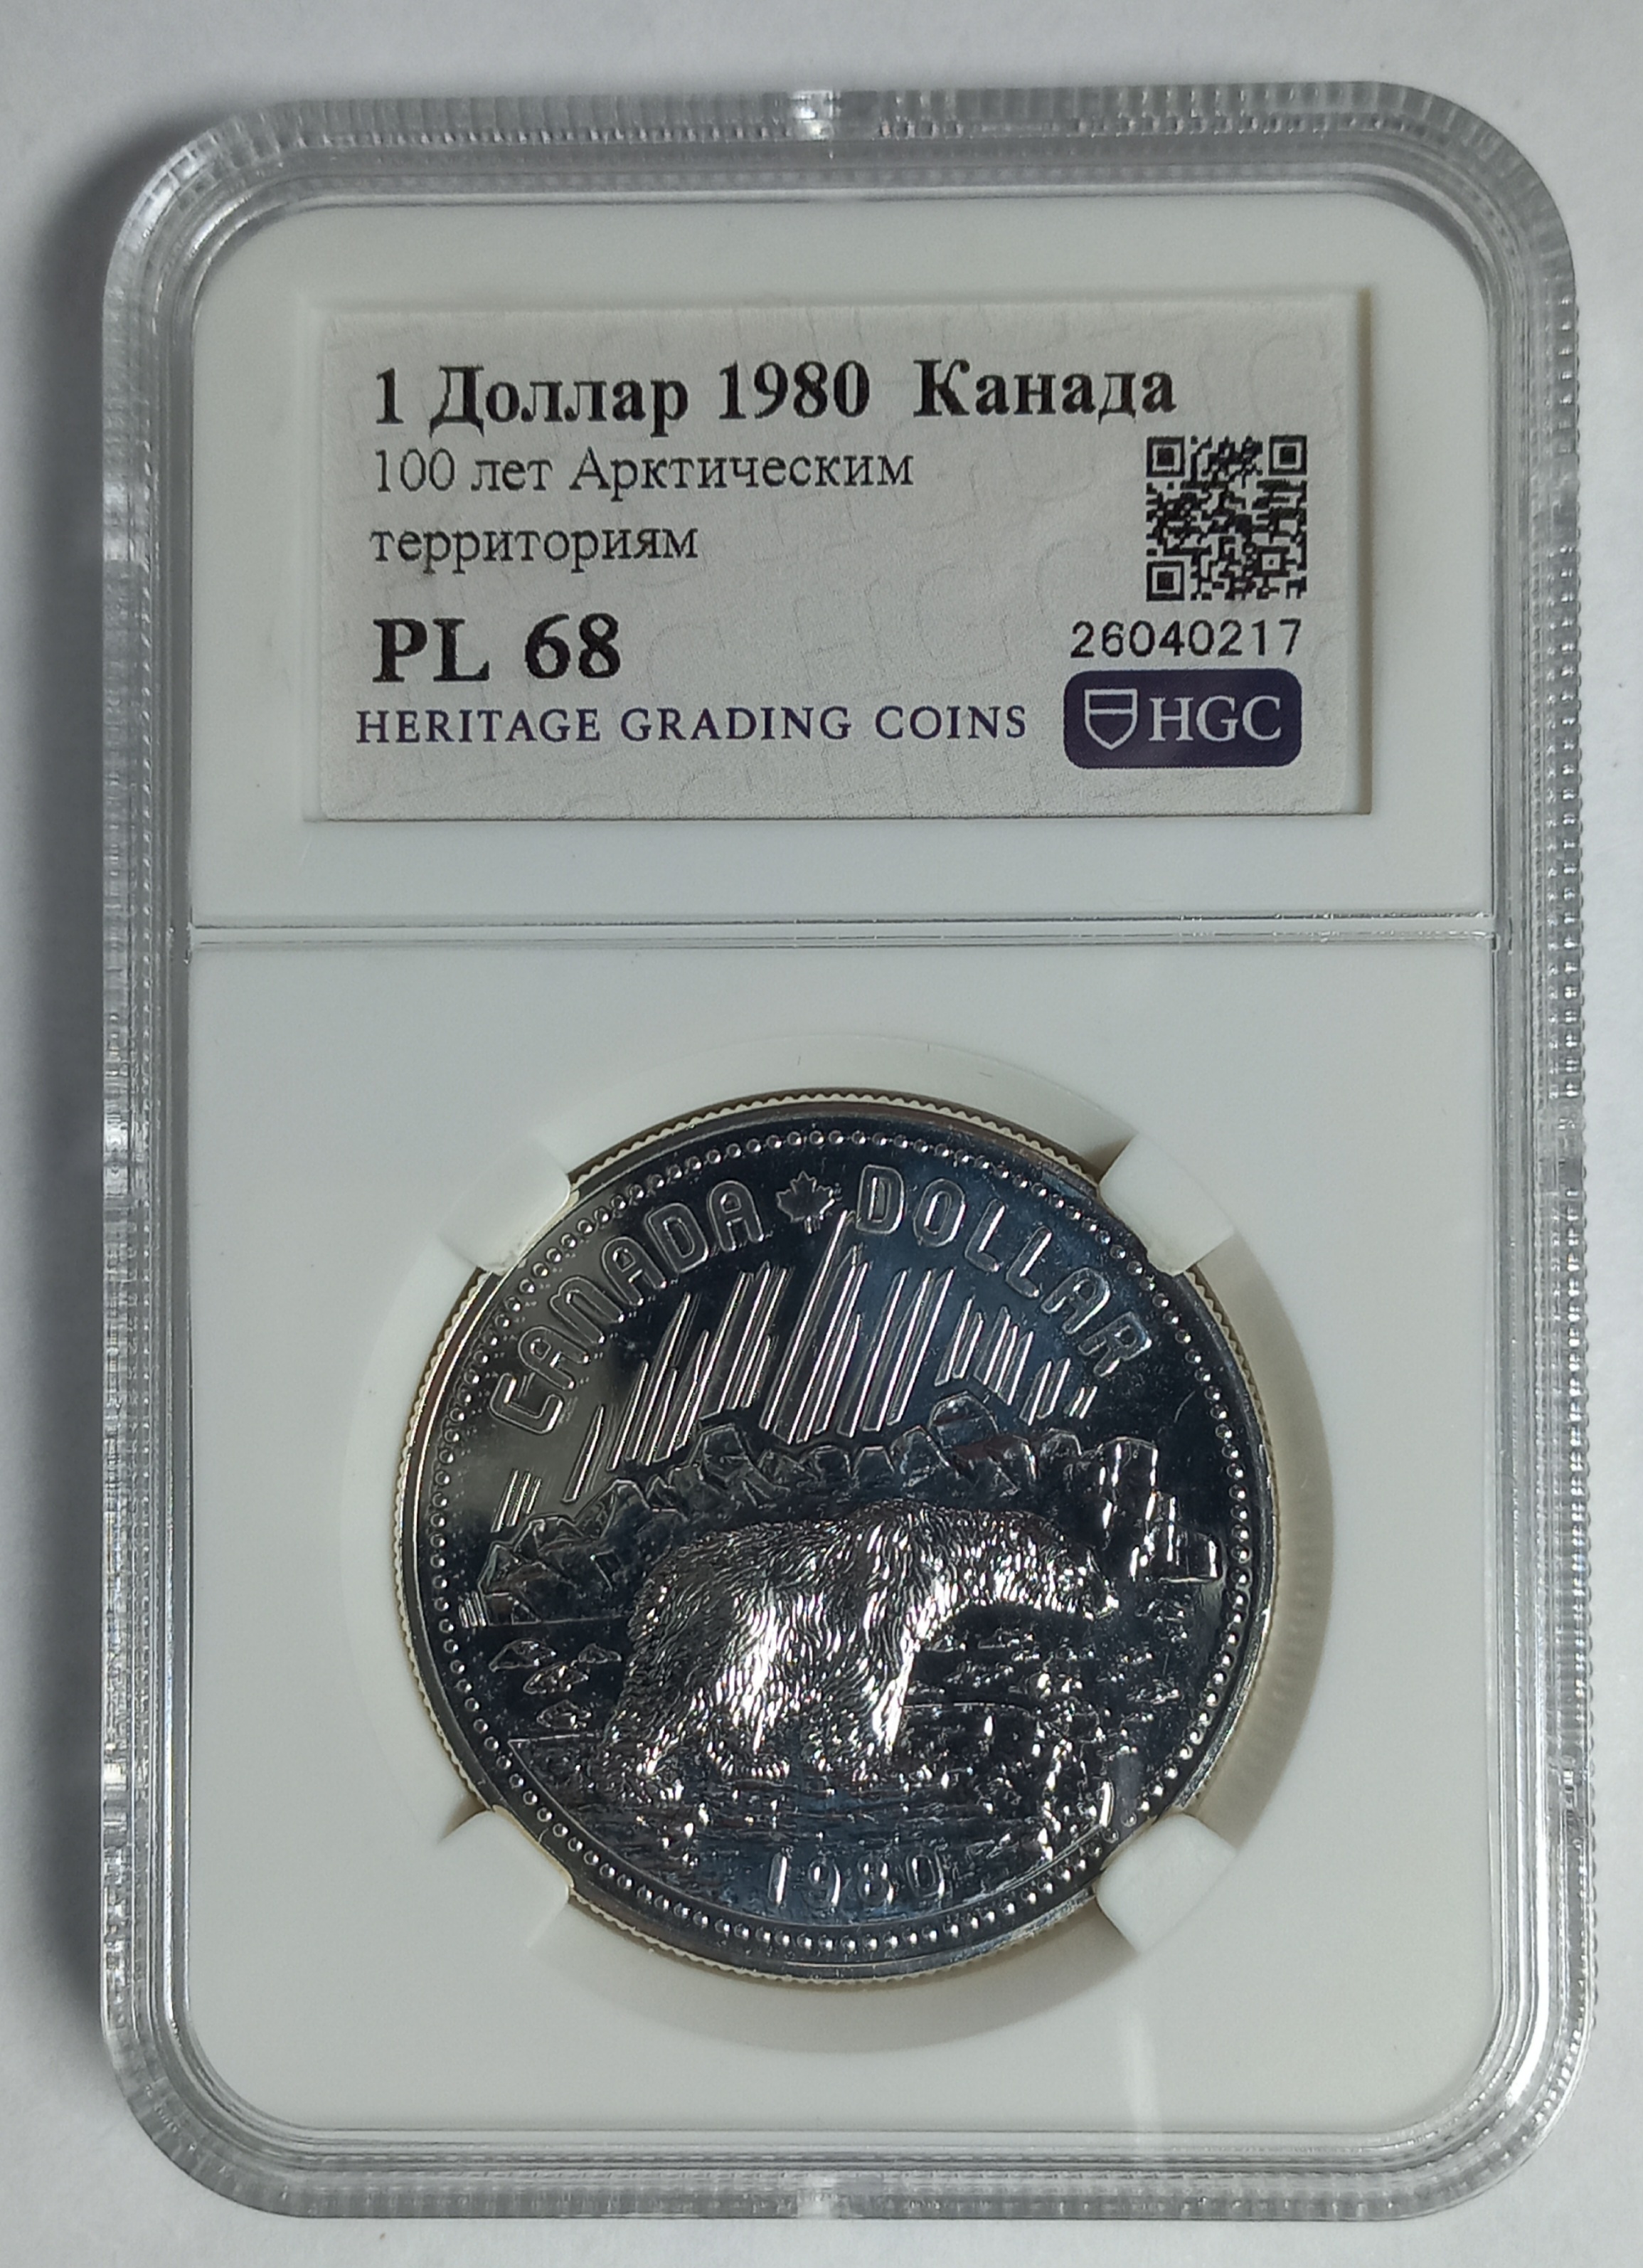 1 Доллар 1980 Канада
100 лет Арктическим
территориям
PL 68
26040217
HERITAGE GRADING COINS
HGC
CANADA DOLLAR
1980